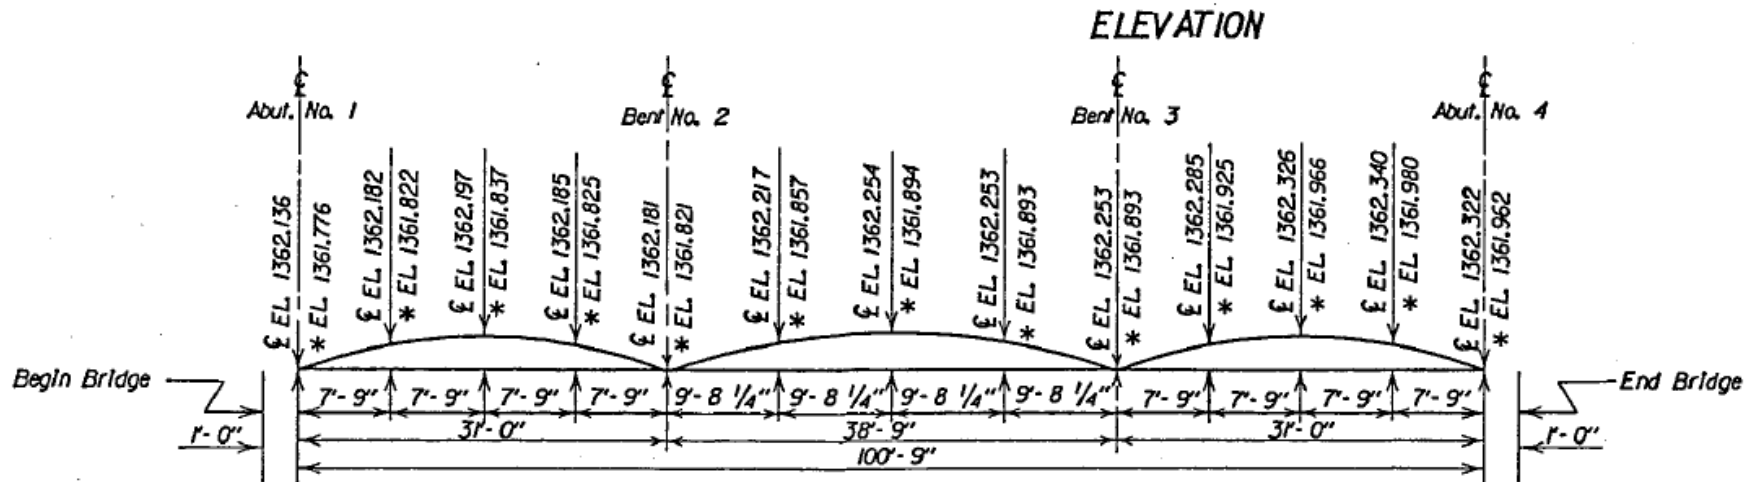 ELEVATION
℄
Abut. No. 1
℄
Bent No. 2
℄
Bent No. 3
℄
Abut. No. 4
℄ EL. 1362.136
* EL. 1361.776
℄ EL. 1362.182
* EL. 1361.822
℄ EL. 1362.197
* EL. 1361.837
℄ EL. 1362.185
* EL. 1361.825
℄ EL. 1362.181
* EL. 1361.821
℄ EL. 1362.217
* EL. 1361.857
℄ EL. 1362.254
* EL. 1361.894
℄ EL. 1362.253
* EL. 1361.893
℄ EL. 1362.253
* EL. 1361.893
℄ EL. 1362.285
* EL. 1361.925
℄ EL. 1362.326
* EL. 1361.966
℄ EL. 1362.340
* EL. 1361.980
℄ EL. 1362.322
* EL. 1361.962
Begin Bridge
End Bridge
7'-9" 7'-9" 7'-9" 7'-9" 9'-8 1/4" 9'-8 1/4" 9'-8 1/4" 9'-8 1/4" 7'-9" 7'-9" 7'-9" 7'-9"
1'-0" 31'-0" 38'-9" 31'-0" 1'-0"
100'-9"